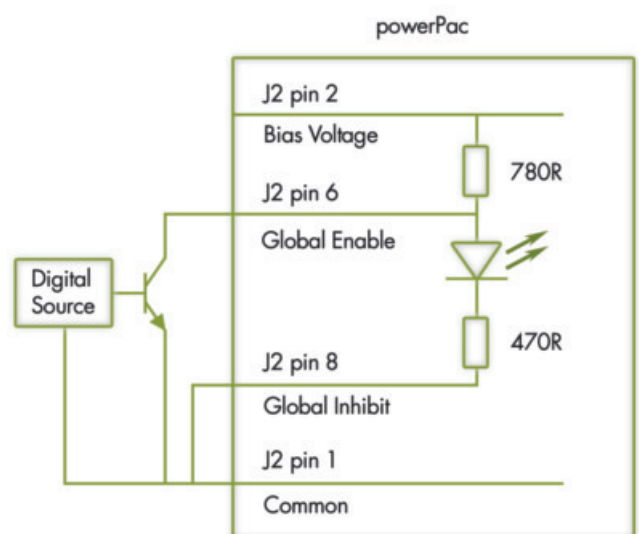 powerPac
J2 pin 2
Bias Voltage
780R
J2 pin 6
Global Enable
Digital
Source
470R
J2 pin 8
Global Inhibit
J2 pin 1
Common